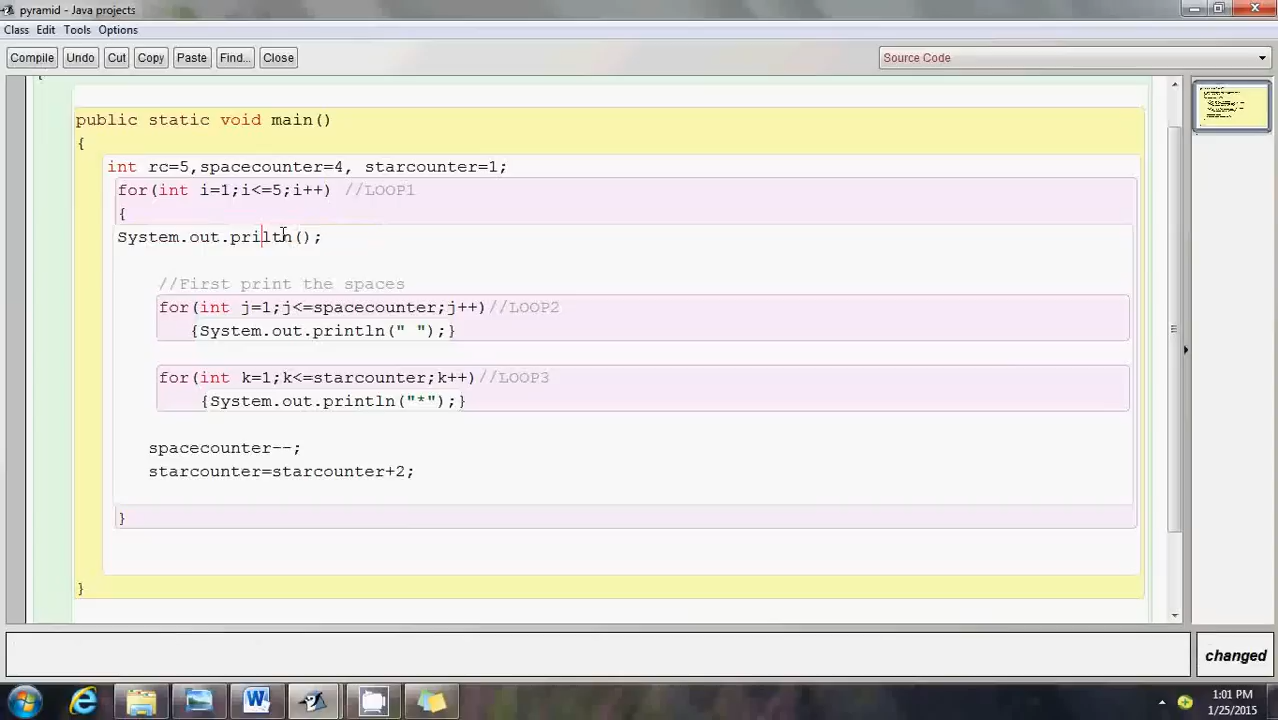 pyramid - Java projects
Class Edit Tools Options
Compile Undo Cut Copy Paste Find... Close Source Code
{
public static void main()
{
int rc=5,spacecounter=4, starcounter=1;
for(int i=1;i<=5;i++) //LOOP1
{
System.out.priltn();
//First print the spaces
for(int j=1;j<=spacecounter;j++)//LOOP2
{System.out.println(" ");}
for(int k=1;k<=starcounter;k++)//LOOP3
{System.out.println("*");}
spacecounter--;
starcounter=starcounter+2;
}
}
changed
1:01 PM
1/25/2015